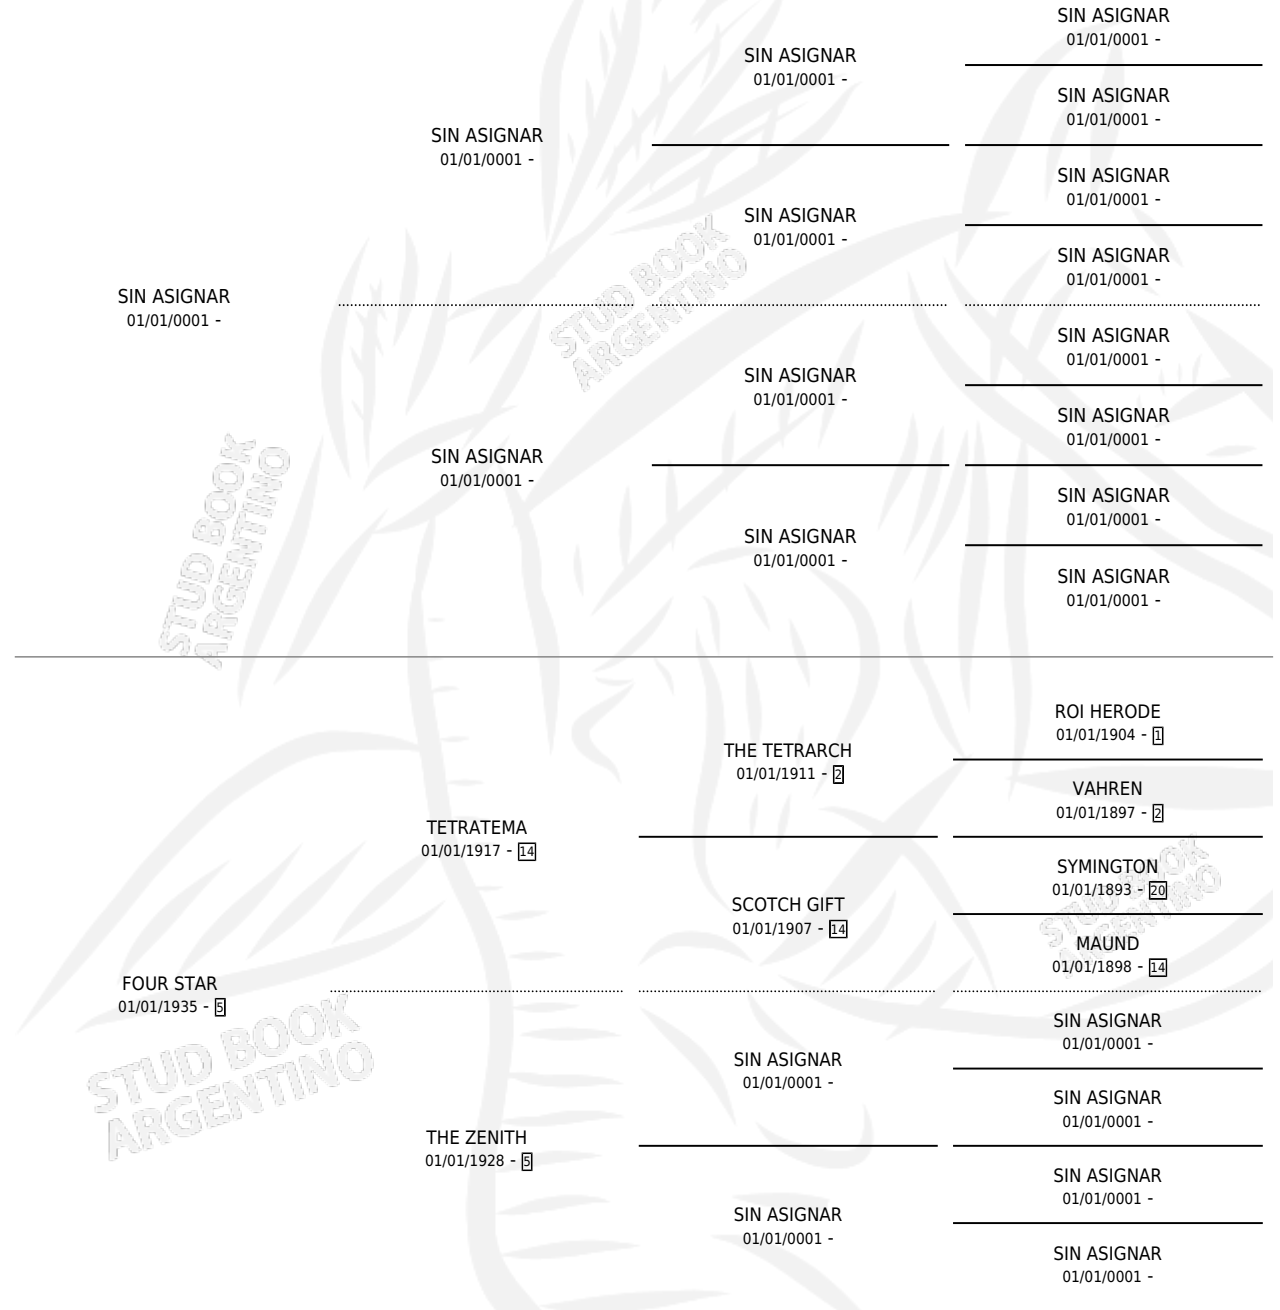 SIN ASIGNAR
01/01/0001 -
SIN ASIGNAR
01/01/0001 -
SIN ASIGNAR
01/01/0001 -
SIN ASIGNAR
01/01/0001 -
SIN ASIGNAR
01/01/0001 -
SIN ASIGNAR
01/01/0001 -
SIN ASIGNAR
01/01/0001 -
STUD BOOK
ARGENTINO
SIN ASIGNAR
01/01/0001 -
SIN ASIGNAR
01/01/0001 -
SIN ASIGNAR
01/01/0001 -
SIN ASIGNAR
01/01/0001 -
SIN ASIGNAR
01/01/0001 -
SIN ASIGNAR
01/01/0001 -
STUD BOOK
ARGENTINO
SIN ASIGNAR
01/01/0001 -
SIN ASIGNAR
01/01/0001 -
SIN ASIGNAR
01/01/0001 -
ROI HERODE
01/01/1904 - 1
THE TETRARCH
01/01/1911 - 2
VAHREN
01/01/1897 - 2
TETRATEMA
01/01/1917 - 14
SYMINGTON
01/01/1893 - 20
SCOTCH GIFT
01/01/1907 - 14
STUD BOOK
ARGENTINO
MAUND
01/01/1898 - 14
FOUR STAR
01/01/1935 - 5
SIN ASIGNAR
01/01/0001 -
STUD BOOK
ARGENTINO
SIN ASIGNAR
01/01/0001 -
SIN ASIGNAR
01/01/0001 -
THE ZENITH
01/01/1928 - 5
SIN ASIGNAR
01/01/0001 -
SIN ASIGNAR
01/01/0001 -
SIN ASIGNAR
01/01/0001 -